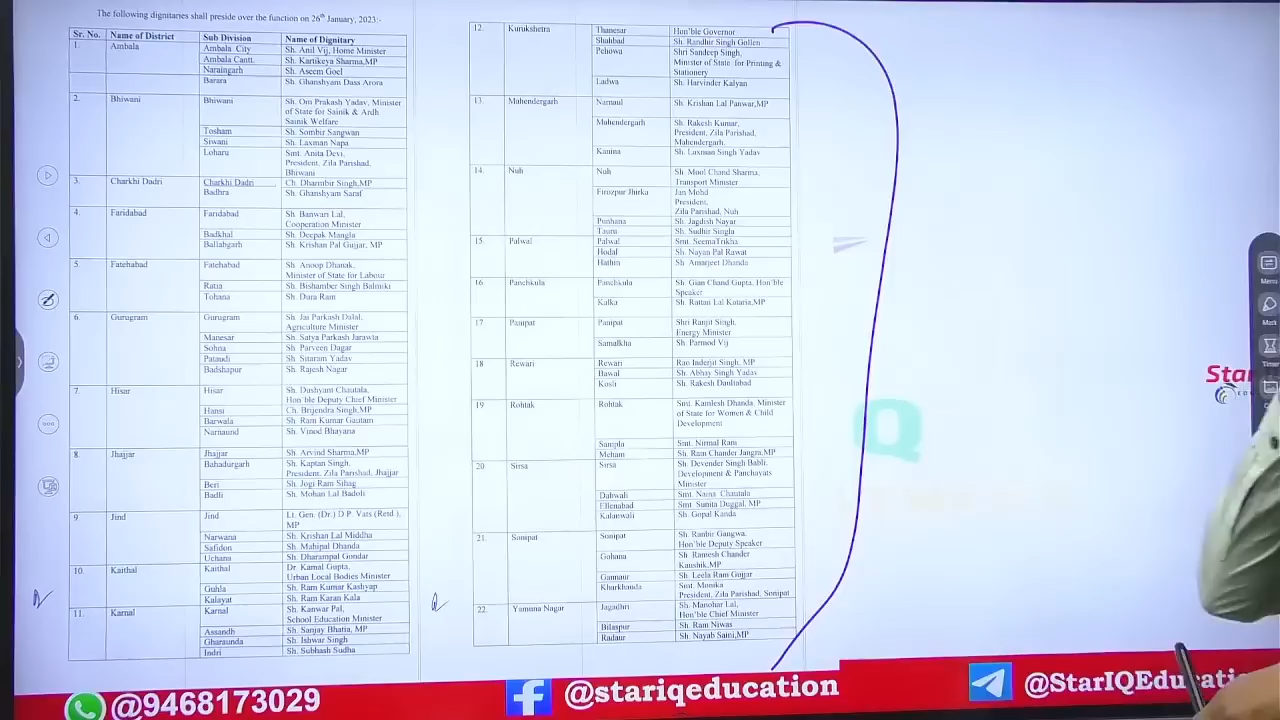 The following dignitaries shall preside over the function on 26th January, 2023:-
Sr. No. Name of District Sub Division Name of Dignitary
1. Ambala Ambala City Sh. Anil Vij, Home Minister
Ambala Cantt. Sh. Kartikeya Sharma,MP
Naraingarh Sh. Aseem Goel
Barara Sh. Ghanshyam Dass Arora
2. Bhiwani Bhiwani Sh. Om Prakash Yadav, Minister
of State for Sainik & Ardh
Sainik Welfare
Tosham Sh. Sombir Sangwan
Siwani Sh. Laxman Napa
Loharu Smt. Anita Devi,
President, Zila Parishad,
Bhiwani
3. Charkhi Dadri Charkhi Dadri Ch. Dharmbir Singh,MP
Badhra Sh. Ghanshyam Saraf
4. Faridabad Faridabad Sh. Banwari Lal,
Cooperation Minister
Badkhal Sh. Deepak Mangla
Ballabgarh Sh. Krishan Pal Gujjar, MP
5. Fatehabad Fatehabad Sh. Anoop Dhanak,
Minister of State for Labour
Ratia Sh. Bishamber Singh Balmiki
Tohana Sh. Dura Ram
6. Gurugram Gurugram Sh. Jai Parkash Dalal,
Agriculture Minister
Manesar Sh. Satya Parkash Jarawta
Sohna Sh. Parveen Dagar
Pataudi Sh. Sitaram Yadav
Badshapur Sh. Rajesh Nagar
7. Hisar Hisar Sh. Dushyant Chautala,
Hon'ble Deputy Chief Minister
Hansi Ch. Brijendra Singh,MP
Barwala Sh. Ram Kumar Gautam
Narnaund Sh. Vinod Bhayana
8. Jhajjar Jhajjar Sh. Arvind Sharma,MP
Bahadurgarh Sh. Kaptan Singh,
President, Zila Parishad, Jhajjar
Beri Sh. Jogi Ram Sihag
Badli Sh. Mohan Lal Badoli
9 Jind Jind Lt. Gen. (Dr.) D.P. Vats (Retd.),
MP
Narwana Sh. Krishan Lal Middha
Safidon Sh. Mahipal Dhanda
Uchana Sh. Dharampal Gondar
10. Kaithal Kaithal Dr. Kamal Gupta,
Urban Local Bodies Minister
Guhla Sh. Ram Kumar Kashyap
Kalayat Sh. Ram Karan Kala
11. Karnal Karnal Sh. Kanwar Pal,
School Education Minister
Assandh Sh. Sanjay Bhatia, MP
Gharaunda Sh. Ishwar Singh
Indri Sh. Subhash Sudha
12. Kurukshetra Thanesar Hon'ble Governor
Shahbad Sh. Randhir Singh Gollen
Pehowa Shri Sandeep Singh,
Minister of State for Printing &
Stationery
Ladwa Sh. Harvinder Kalyan
13. Mahendergarh Narnaul Sh. Krishan Lal Panwar,MP
Mahendergarh Sh. Rakesh Kumar,
President, Zila Parishad,
Mahendergarh.
Kanina Sh. Laxman Singh Yadav
14. Nuh Nuh Sh. Mool Chand Sharma,
Transport Minister
Firozpur Jhirka Jan Mohd
President,
Zila Parishad, Nuh
Punhana Sh. Jagdish Nayar
Tauru Sh. Sudhir Singla
15. Palwal Palwal Smt. SeemaTrikha
Hodal Sh. Nayan Pal Rawat
Hathin Sh. Amarjeet Dhanda
16 Panchkula Panchkula Sh. Gian Chand Gupta, Hon'ble
Speaker
Kalka Sh. Rattan Lal Kataria,MP
17 Panipat Panipat Shri Ranjit Singh,
Energy Minister
Samalkha Sh. Parmod Vij
18 Rewari Rewari Rao Inderjit Singh, MP
Bawal Sh. Abhay Singh Yadav
Kosli Sh. Rakesh Daultabad
19 Rohtak Rohtak Smt. Kamlesh Dhanda, Minister
of State for Women & Child
Development
Sampla Smt. Nirmal Rani
Meham Sh. Ram Chander Jangra,MP
20 Sirsa Sirsa Sh. Devender Singh Babli,
Development & Panchayats
Minister
Dabwali Smt. Naina Chautala
Ellenabad Smt. Sunita Duggal, MP
Kalanwali Sh. Gopal Kanda
21. Sonipat Sonipat Sh. Ranbir Gangwa,
Hon'ble Deputy Speaker
Gohana Sh. Ramesh Chander
Kaushik,MP
Gannaur Sh. Leela Ram Gujjar
Kharkhauda Smt. Monika
President, Zila Parishad, Sonipat
22. Yamuna Nagar Jagadhri Sh. Manohar Lal,
Hon'ble Chief Minister
Bilaspur Sh. Ram Niwas
Radaur Sh. Nayab Saini,MP
Q
Menu
Mark
Timer
Star
@9468173029
@stariqeducation
@StarIQEducati